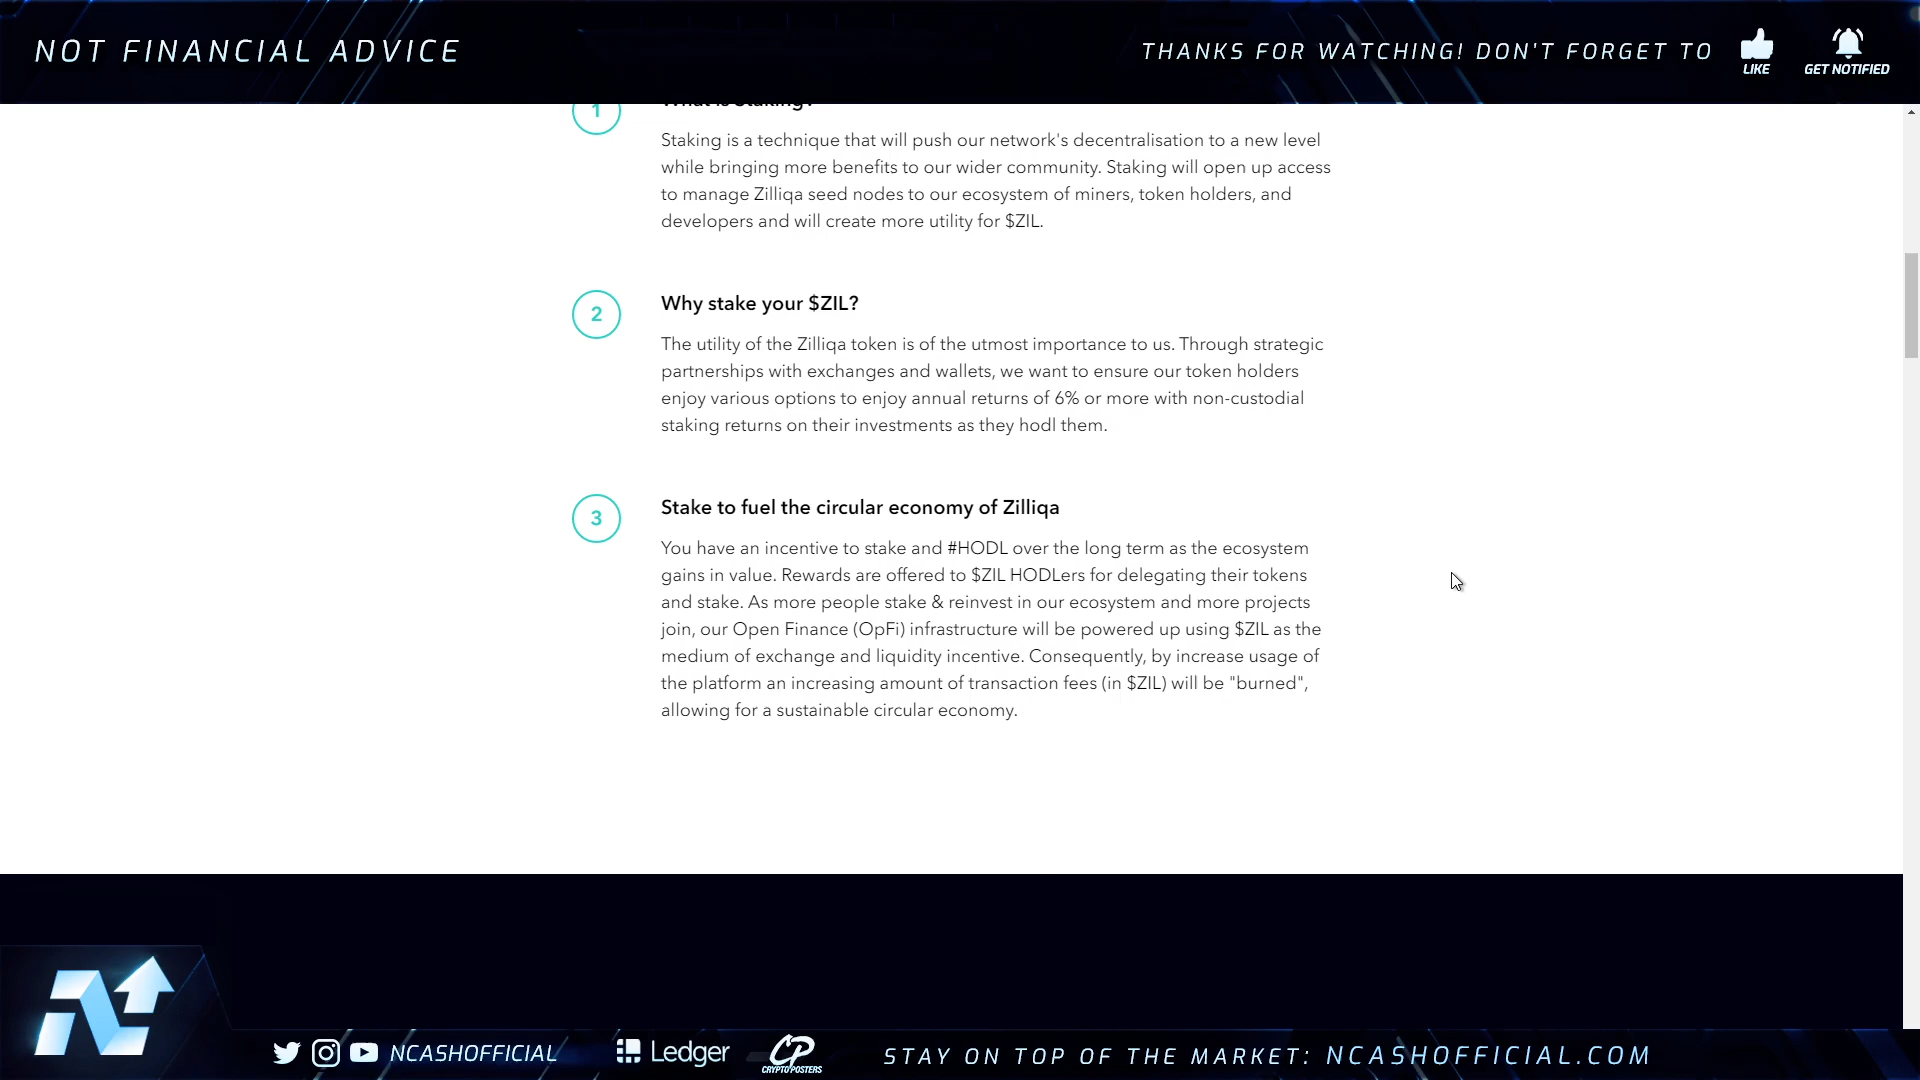 NOT FINANCIAL ADVICE
THANKS FOR WATCHING! DON'T FORGET TO
LIKE
GET NOTIFIED
1
What is Staking?
Staking is a technique that will push our network's decentralisation to a new level
while bringing more benefits to our wider community. Staking will open up access
to manage Zilliqa seed nodes to our ecosystem of miners, token holders, and
developers and will create more utility for $ZIL.
2
Why stake your $ZIL?
The utility of the Zilliqa token is of the utmost importance to us. Through strategic
partnerships with exchanges and wallets, we want to ensure our token holders
enjoy various options to enjoy annual returns of 6% or more with non-custodial
staking returns on their investments as they hodl them.
3
Stake to fuel the circular economy of Zilliqa
You have an incentive to stake and #HODL over the long term as the ecosystem
gains in value. Rewards are offered to $ZIL HODLers for delegating their tokens
and stake. As more people stake & reinvest in our ecosystem and more projects
join, our Open Finance (OpFi) infrastructure will be powered up using $ZIL as the
medium of exchange and liquidity incentive. Consequently, by increase usage of
the platform an increasing amount of transaction fees (in $ZIL) will be "burned",
allowing for a sustainable circular economy.
NCASHOFFICIAL
Ledger
CP
CRYPTOPOSTERS
STAY ON TOP OF THE MARKET: NCASHOFFICIAL.COM